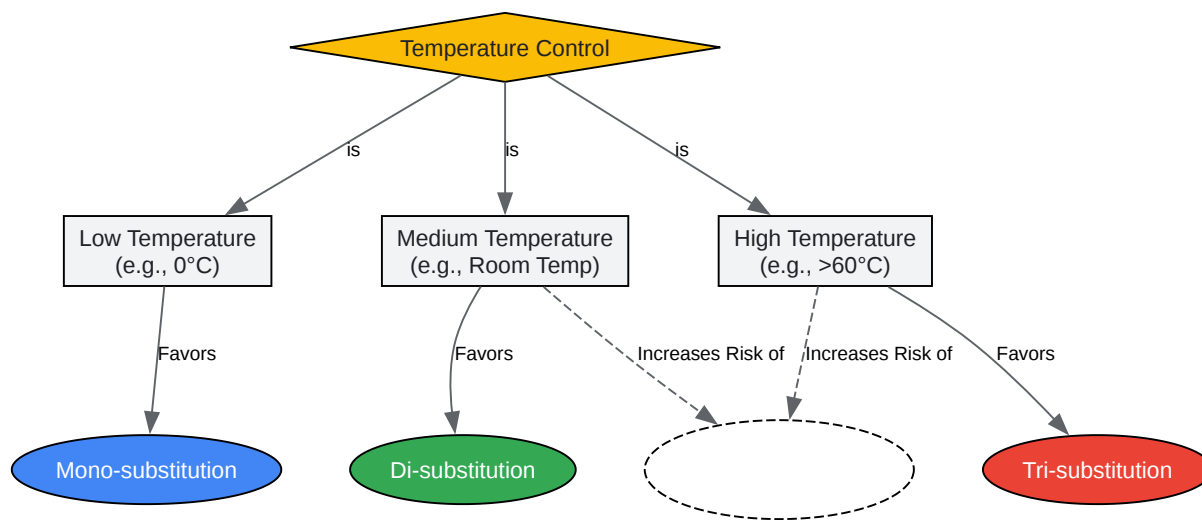 Temperature Control
is
is
is
Low Temperature
(e.g., 0°C)
Medium Temperature
(e.g., Room Temp)
High Temperature
(e.g., >60°C)
Favors
Favors
Increases Risk of
Increases Risk of
Favors
Mono-substitution
Di-substitution
Tri-substitution